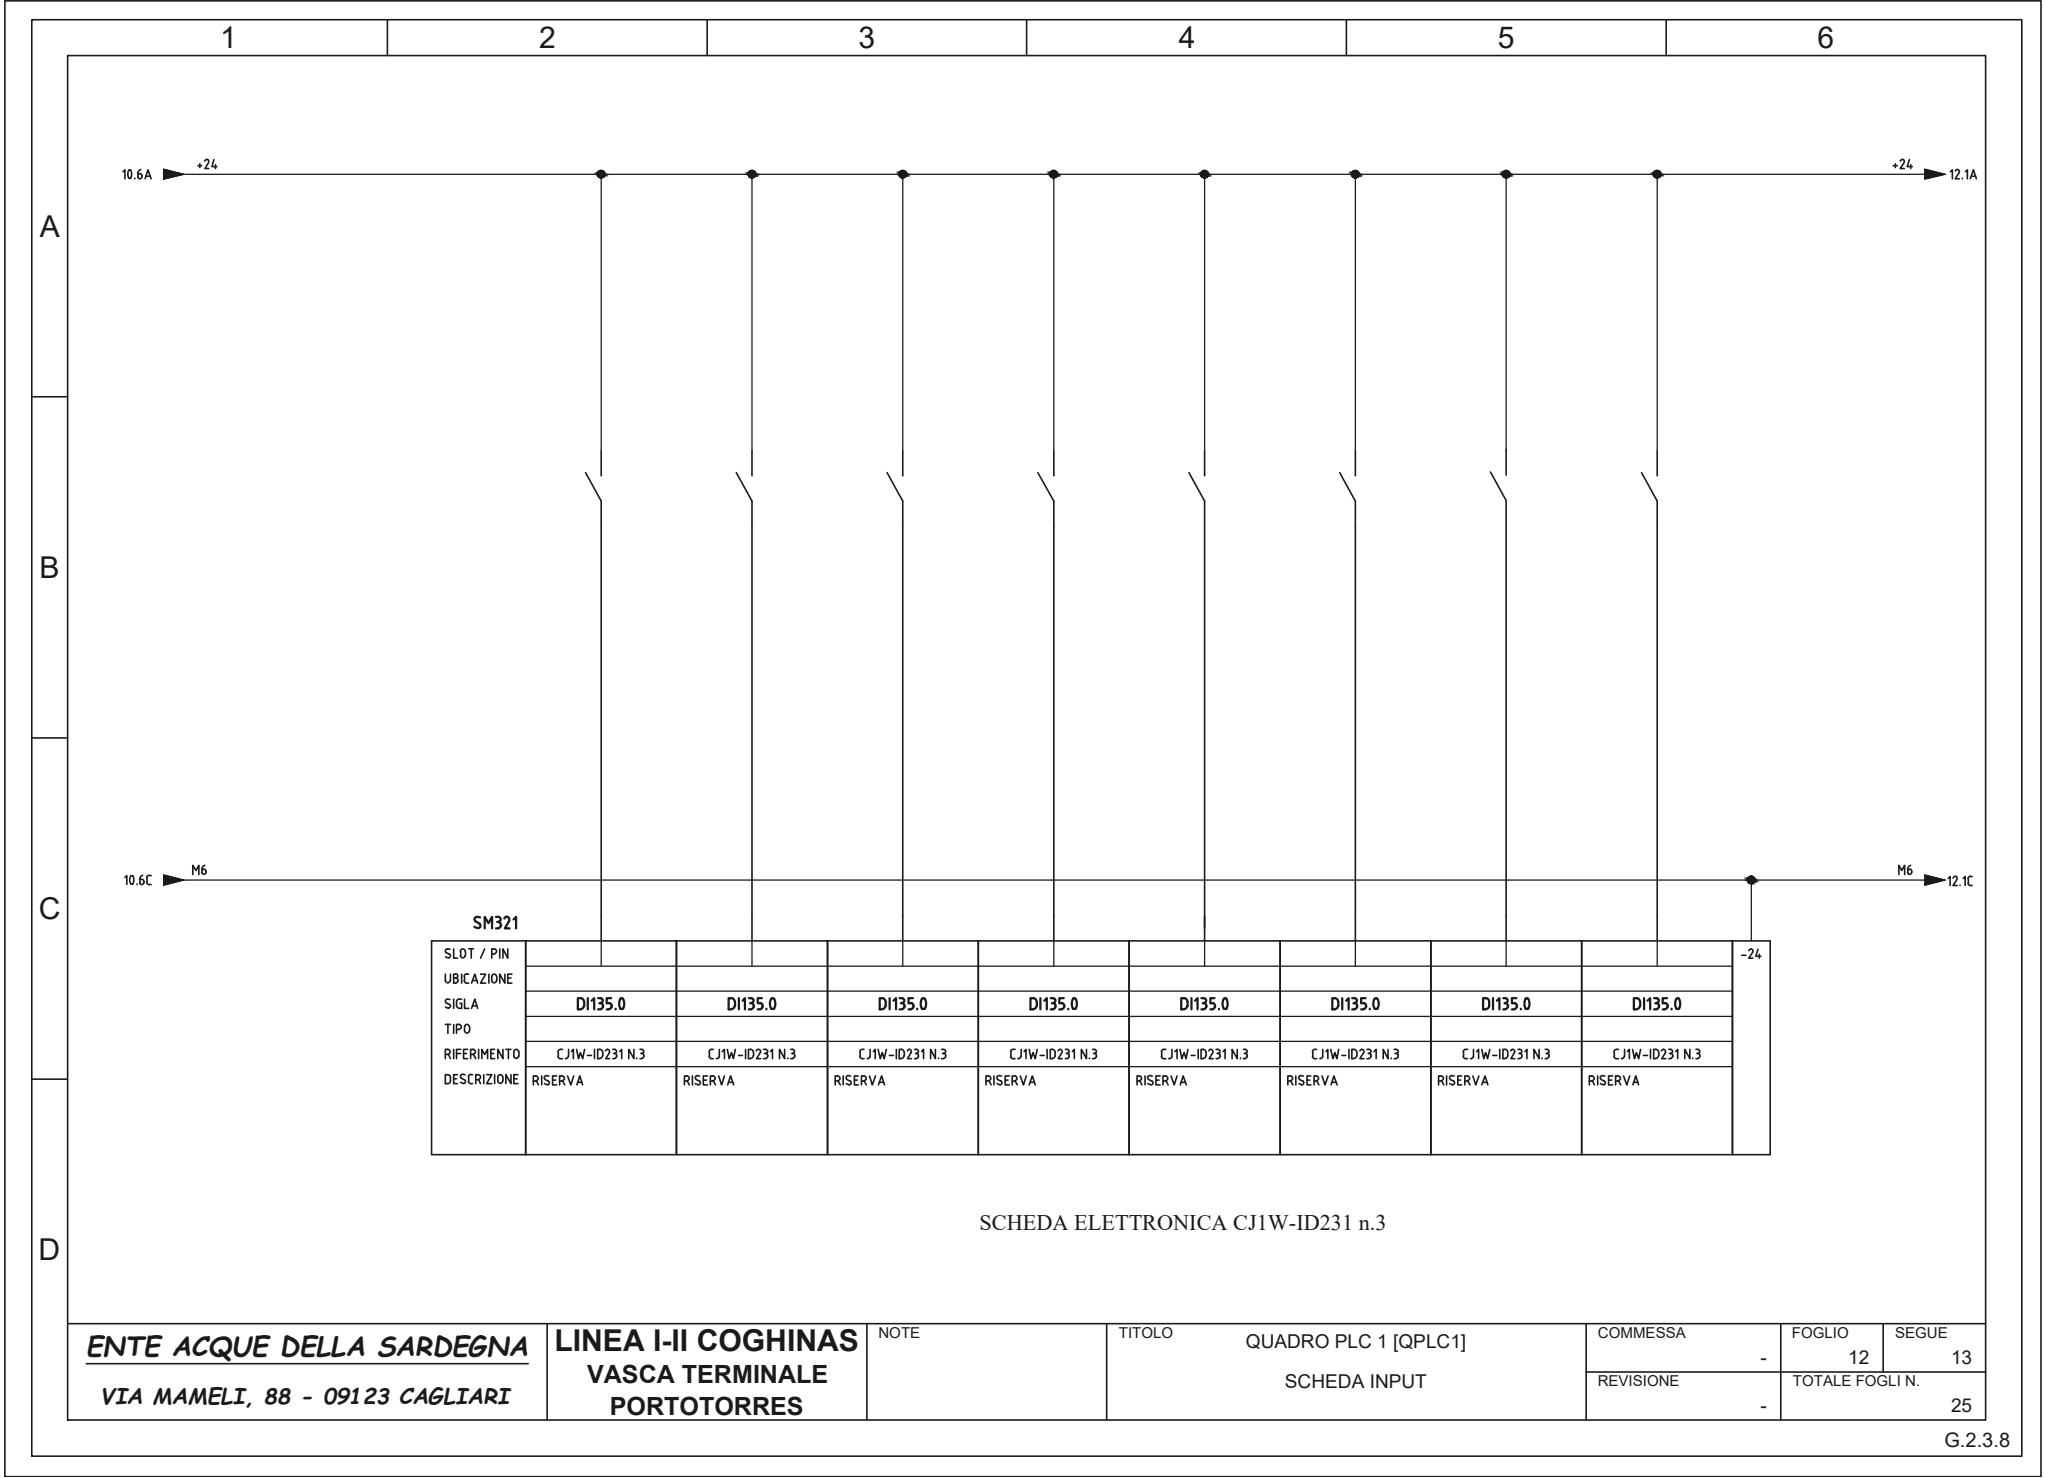 1 2 3 4 5 6
10.6A +24 +24 12.1A
A
B
10.6C M6 M6 12.1C
C
SM321
SLOT / PIN -24
UBICAZIONE
SIGLA DI135.0 DI135.0 DI135.0 DI135.0 DI135.0 DI135.0 DI135.0 DI135.0
TIPO
RIFERIMENTO CJ1W-ID231 N.3 CJ1W-ID231 N.3 CJ1W-ID231 N.3 CJ1W-ID231 N.3 CJ1W-ID231 N.3 CJ1W-ID231 N.3 CJ1W-ID231 N.3 CJ1W-ID231 N.3
DESCRIZIONE RISERVA RISERVA RISERVA RISERVA RISERVA RISERVA RISERVA RISERVA
SCHEDA ELETTRONICA CJ1W-ID231 n.3
D
ENTE ACQUE DELLA SARDEGNA
VIA MAMELI, 88 - 09123 CAGLIARI
LINEA I-II COGHINAS
VASCA TERMINALE
PORTOTORRES
NOTE
TITOLO
QUADRO PLC 1 [QPLC1]
SCHEDA INPUT
COMMESSA
-
REVISIONE
-
FOGLIO
12
SEGUE
13
TOTALE FOGLI N.
25
G.2.3.8